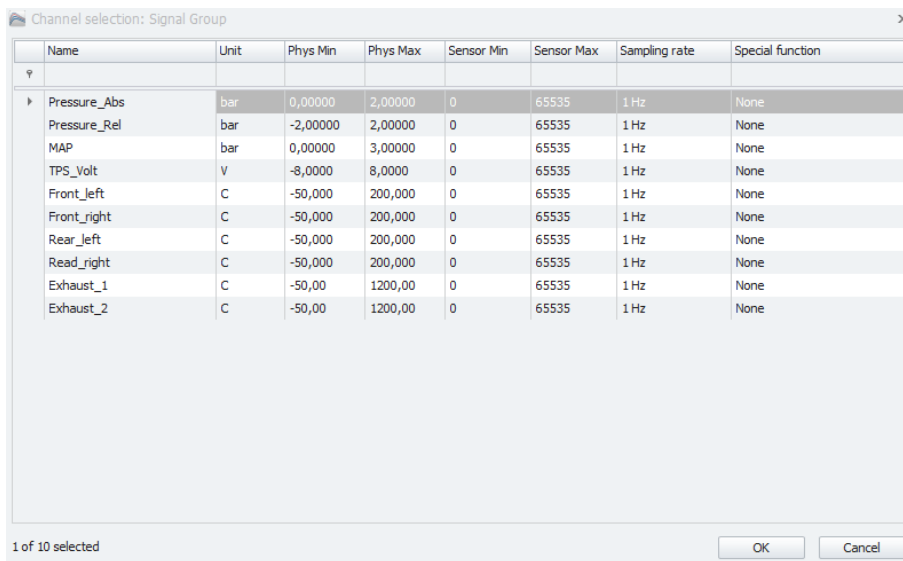 Channel selection: Signal Group
Name Unit Phys Min Phys Max Sensor Min Sensor Max Sampling rate Special function
Pressure_Abs bar 0,00000 2,00000 0 65535 1 Hz None
Pressure_Rel bar -2,00000 2,00000 0 65535 1 Hz None
MAP bar 0,00000 3,00000 0 65535 1 Hz None
TPS_Volt V -8,0000 8,0000 0 65535 1 Hz None
Front_left C -50,000 200,000 0 65535 1 Hz None
Front_right C -50,000 200,000 0 65535 1 Hz None
Rear_left C -50,000 200,000 0 65535 1 Hz None
Read_right C -50,000 200,000 0 65535 1 Hz None
Exhaust_1 C -50,00 1200,00 0 65535 1 Hz None
Exhaust_2 C -50,00 1200,00 0 65535 1 Hz None
1 of 10 selected OK Cancel